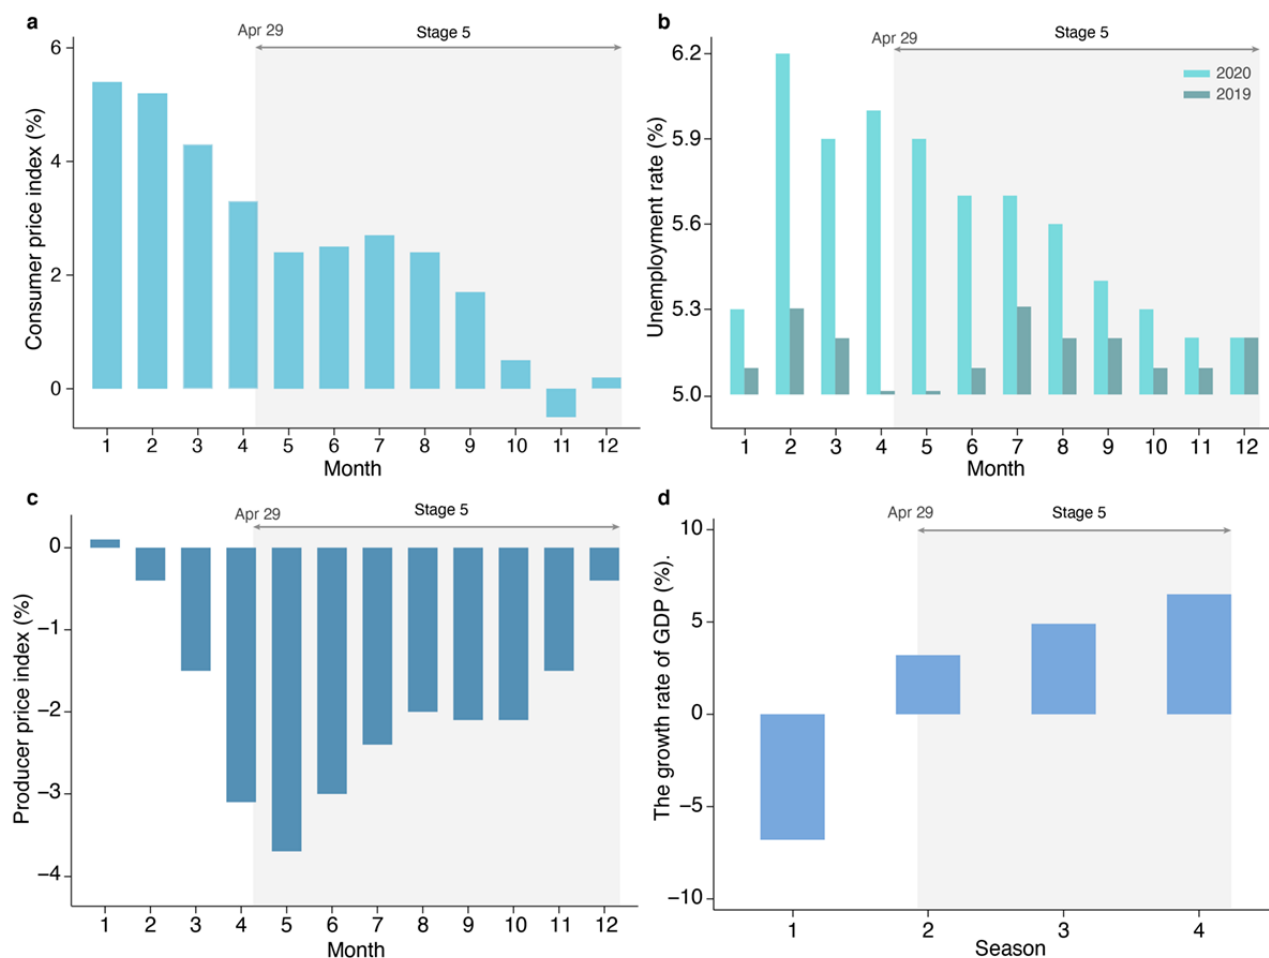 a
Apr 29
Stage 5
6
4
2
0
Consumer price index (%)
1 2 3 4 5 6 7 8 9 10 11 12
Month
b
Apr 29
Stage 5
2020
2019
6.2
5.9
5.6
5.3
5.0
Unemployment rate (%)
1 2 3 4 5 6 7 8 9 10 11 12
Month
c
Apr 29
Stage 5
0
−1
−2
−3
−4
Producer price index (%)
1 2 3 4 5 6 7 8 9 10 11 12
Month
d
Apr 29
Stage 5
10
5
0
−5
−10
The growth rate of GDP (%).
1 2 3 4
Season